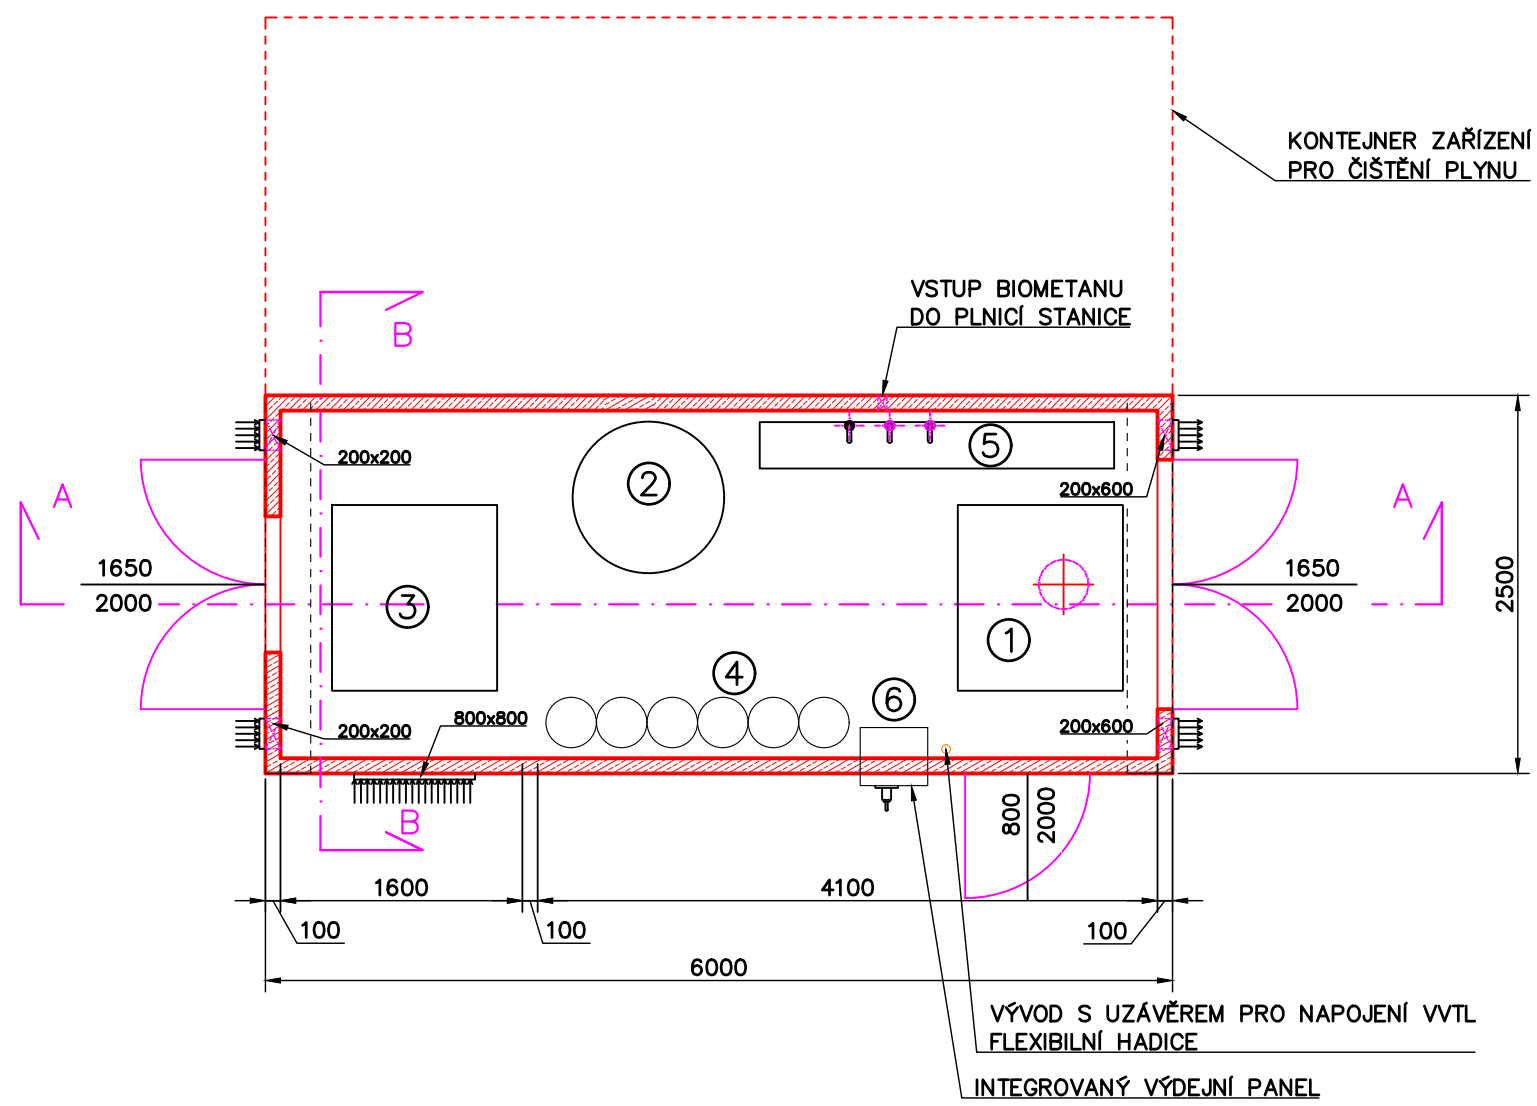 KONTEJNER ZAŘÍZENÍ
PRO ČIŠTĚNÍ PLYNU
VSTUP BIOMETANU
DO PLNICÍ STANICE
B
5
200x200
2
200x600
A
A
1650
2000
1650
2000
2500
3
1
4
6
200x200
800x800
200x600
B
800
2000
1600
4100
100
100
100
6000
VÝVOD S UZÁVĚREM PRO NAPOJENÍ VVTL
FLEXIBILNÍ HADICE
INTEGROVANÝ VÝDEJNÍ PANEL